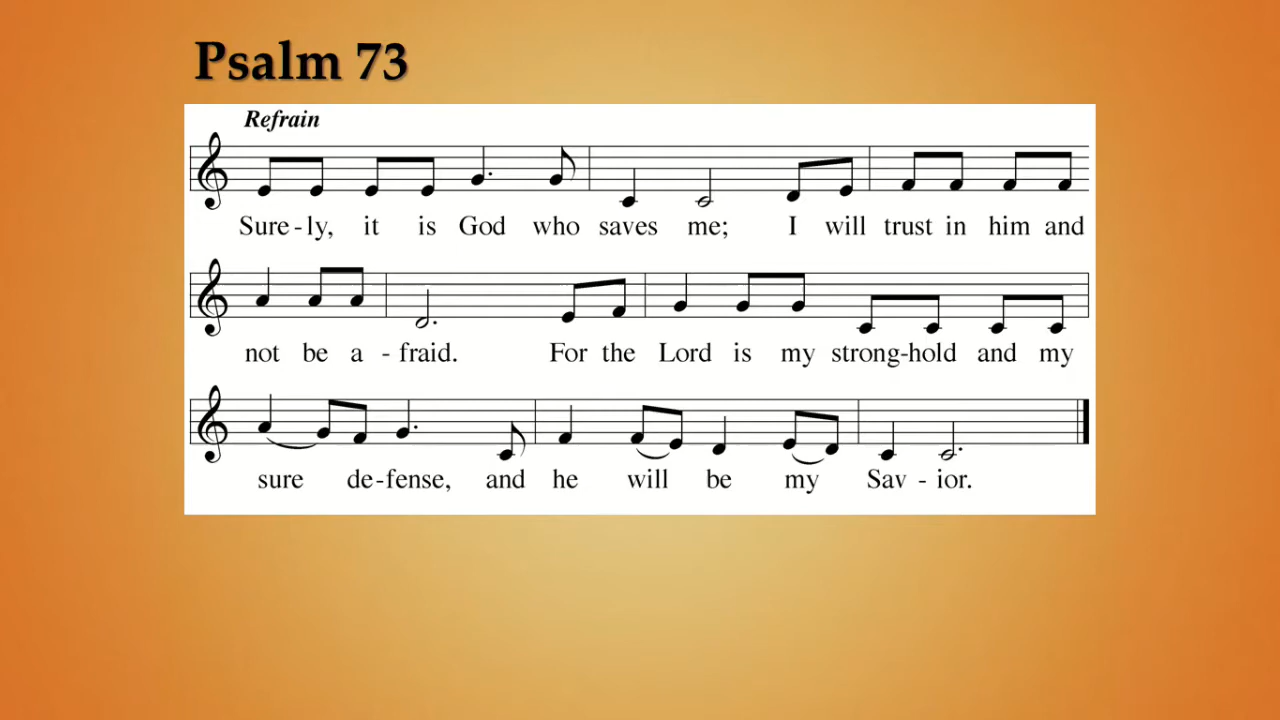 Psalm 73
Refrain
Sure - ly, it is God who saves me; I will trust in him and
not be a - fraid. For the Lord is my strong-hold and my
sure de-fense, and he will be my Sav - ior.